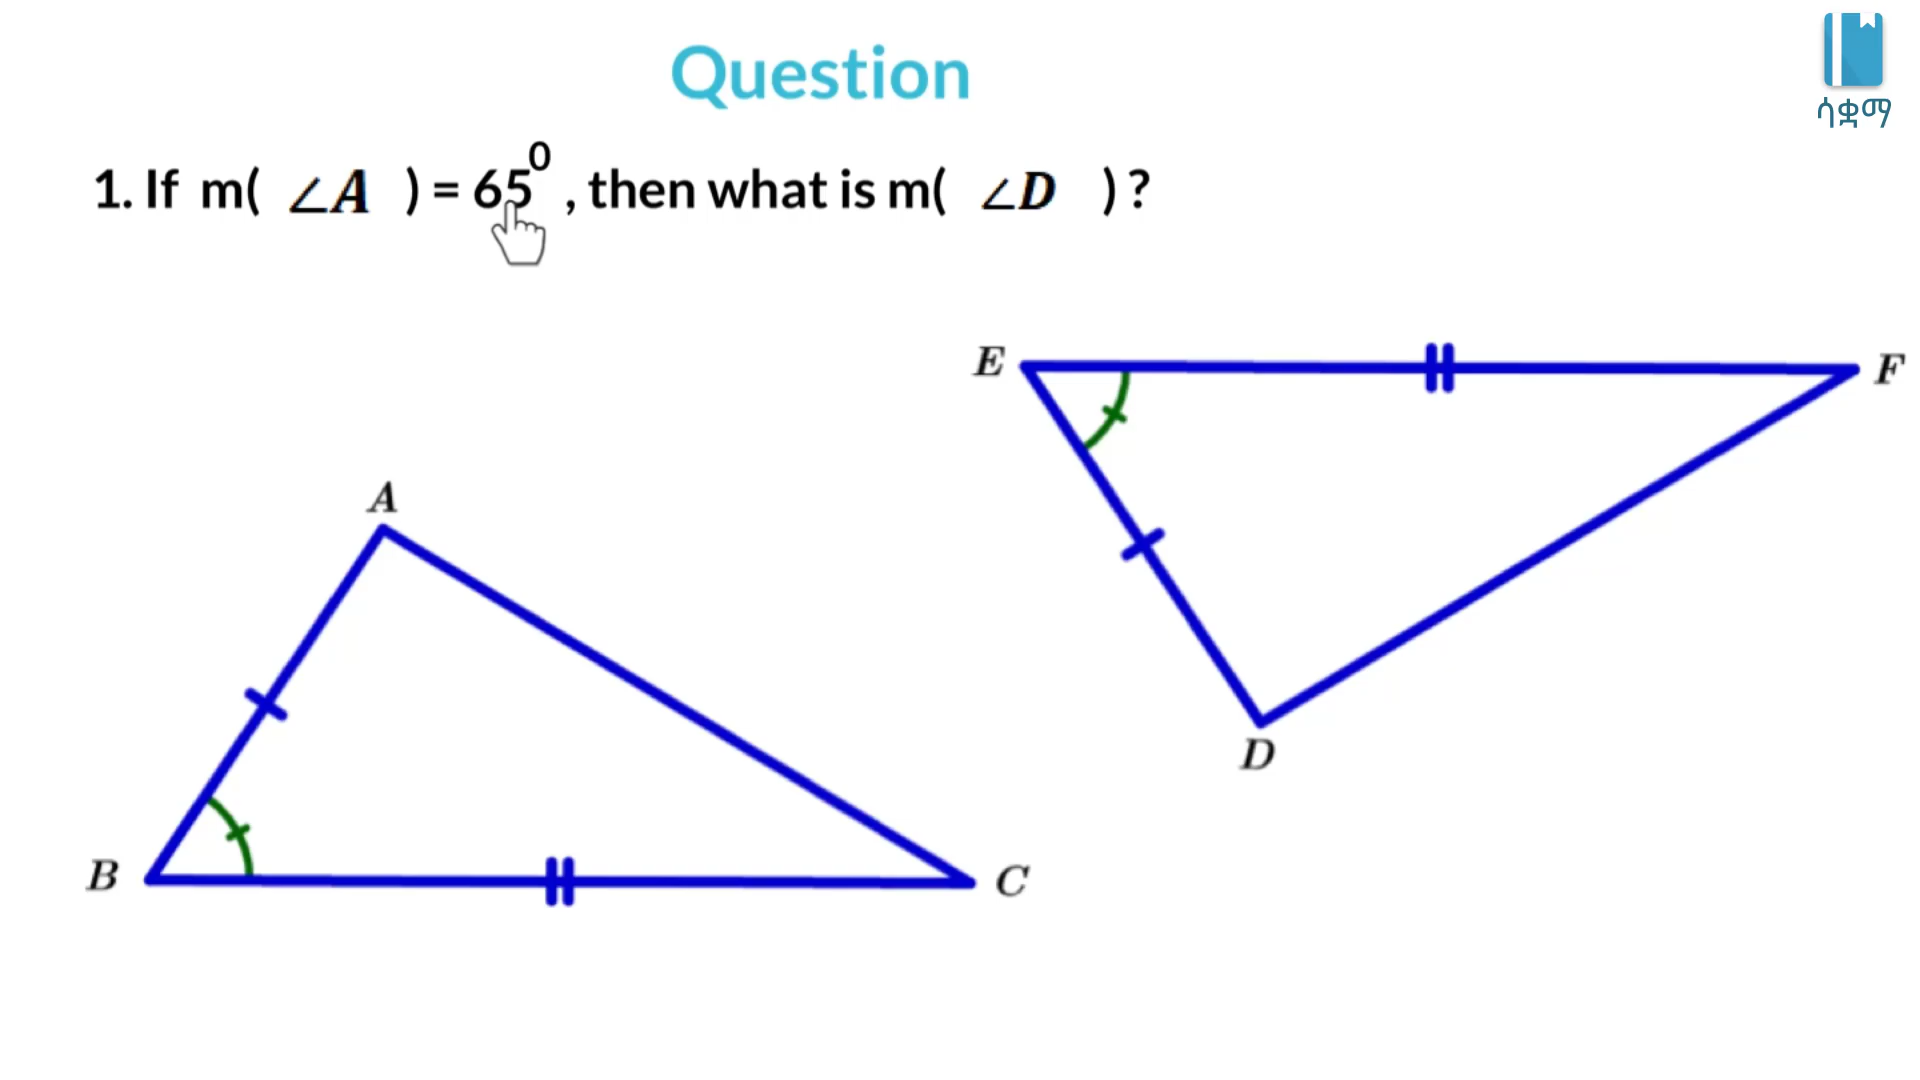 Question
ሳቋማ
1. If m( ∠A ) = 65⁰ , then what is m( ∠D ) ?
E
F
A
D
B
C